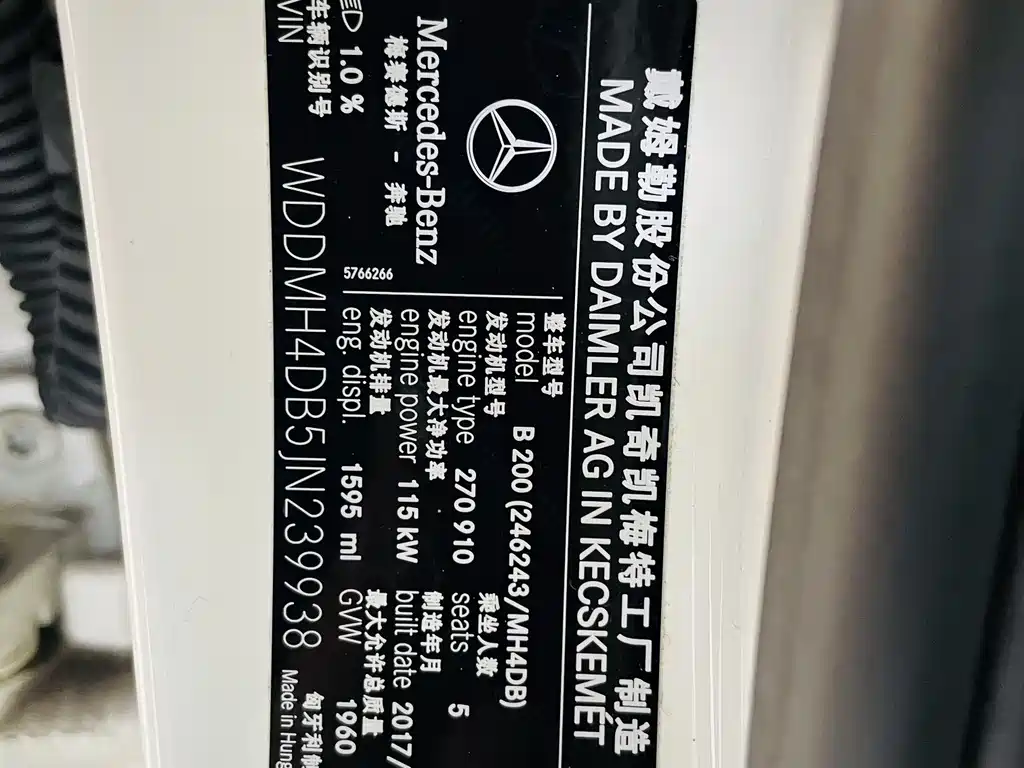 戴姆勒股份公司凯奇凯梅特工厂制造
MADE BY DAIMLER AG IN KECSKEMÉT
Mercedes-Benz
梅赛德斯 - 奔驰
1.0 %
5766266
整车型号
model B 200 (246243/MH4DB)
发动机型号 乘坐人数
engine type 270 910 seats 5
发动机最大净功率 制造年月
engine power 115 kW built date 2017/
发动机排量 最大允许总质量
eng. displ. 1595 ml GVW 1960
车辆识别号 匈牙利制
VIN WDDMH4DB5JN239938 Made in Hung